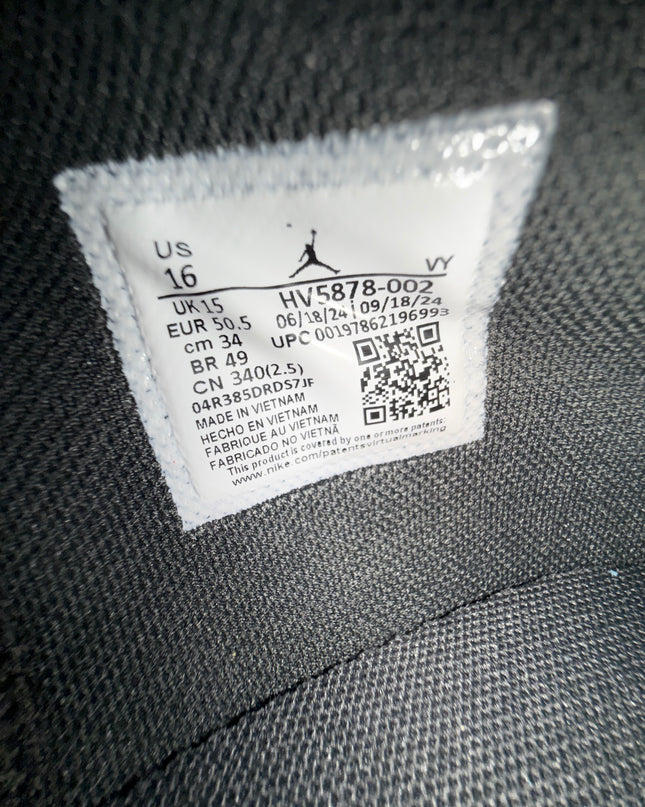 US
16
VY
UK 15
EUR 50.5
cm 34
BR 49
CN 340(2.5)
HV5878-002
06/18/24 | 09/18/24
UPC 00197862196993
04R385DRDS7JF
MADE IN VIETNAM
HECHO EN VIETNAM
FABRIQUE AU VIETNAM
FABRICADO NO VIETNÃ
This product is covered by one or more patents:
www.nike.com/patentsvirtualmarking